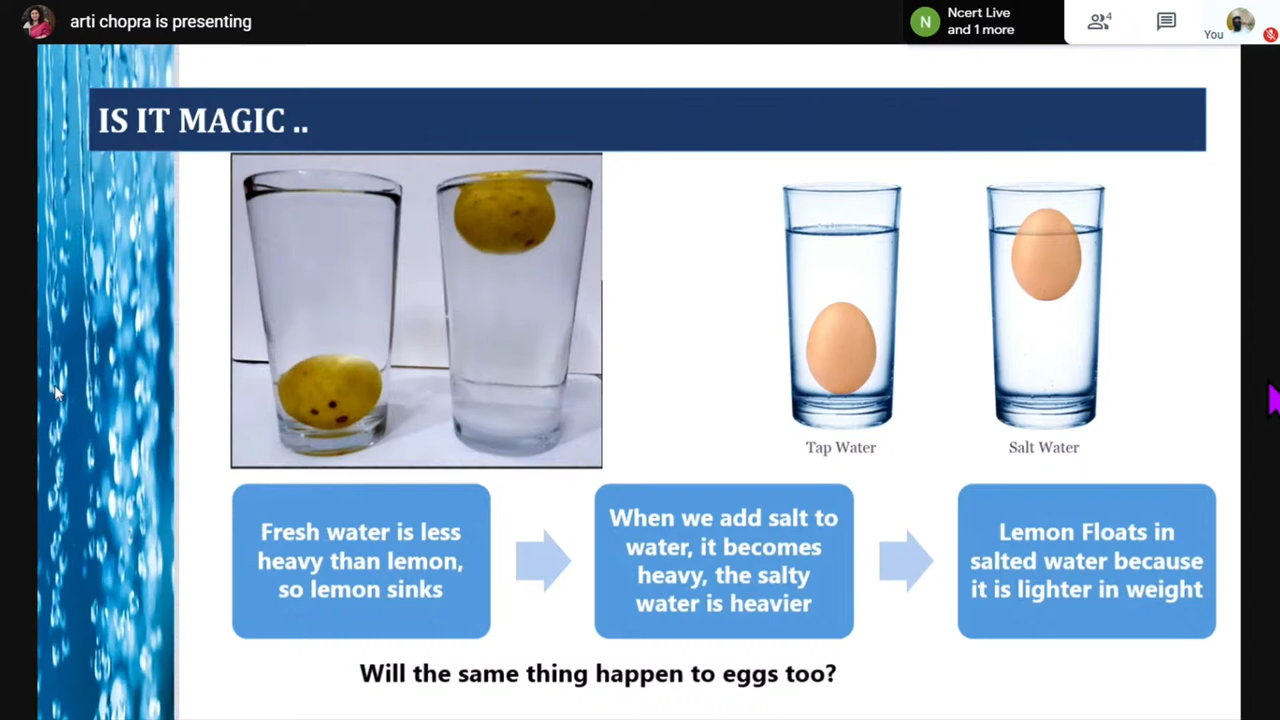 arti chopra is presenting
N
Ncert Live
and 1 more
4
You
IS IT MAGIC ..
Tap Water
Salt Water
Fresh water is less
heavy than lemon,
so lemon sinks
When we add salt to
water, it becomes
heavy, the salty
water is heavier
Lemon Floats in
salted water because
it is lighter in weight
Will the same thing happen to eggs too?